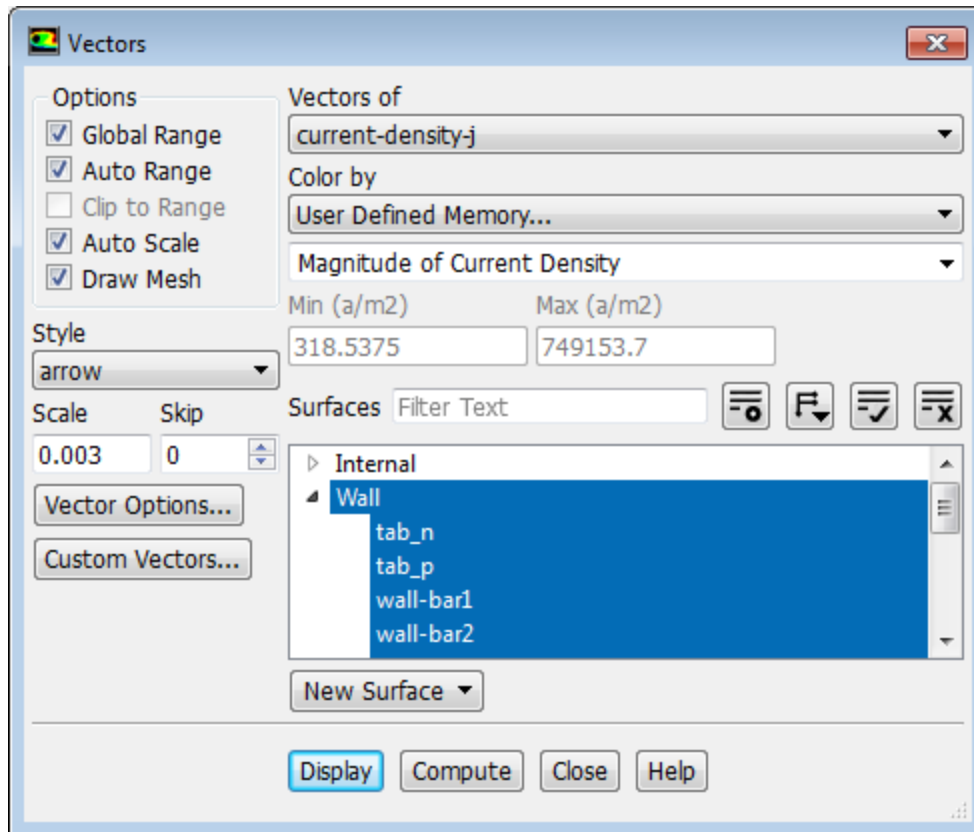 Vectors
Options
Global Range
Auto Range
Clip to Range
Auto Scale
Draw Mesh
Style
arrow
Scale Skip
0.003 0
Vector Options...
Custom Vectors...
Vectors of
current-density-j
Color by
User Defined Memory...
Magnitude of Current Density
Min (a/m2) Max (a/m2)
318.5375 749153.7
Surfaces Filter Text
Internal
Wall
tab_n
tab_p
wall-bar1
wall-bar2
New Surface
Display Compute Close Help